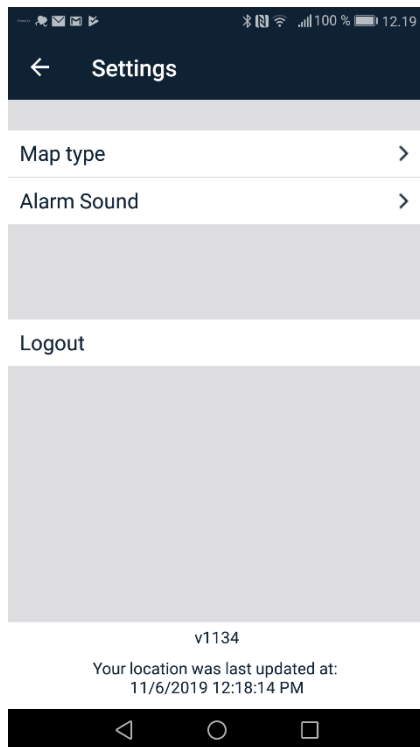 100 % 12.19
Settings
Map type
Alarm Sound
Logout
v1134
Your location was last updated at:
11/6/2019 12:18:14 PM